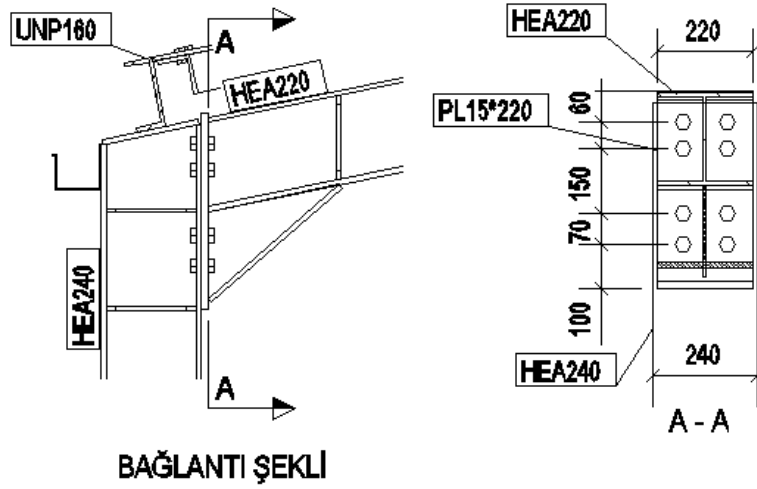 UNP160
A
HEA220
HEA240
A
BAĞLANTI ŞEKLİ
HEA220
220
PL15*220
60
150
70
100
HEA240
240
A - A